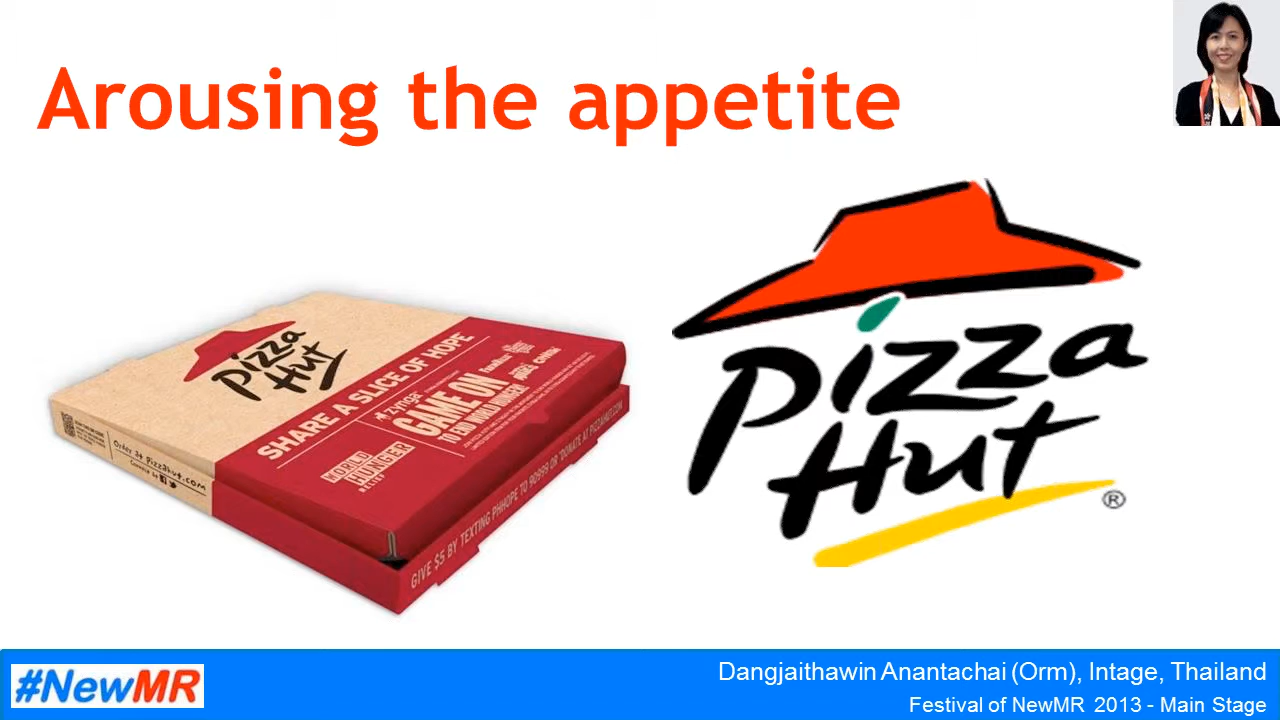 Arousing the appetite
Pizza
Hut
SHARE A SLICE OF HOPE
zynga
GAME ON
TO END WORLD HUNGER!
WORLD
HUNGER
RELIEF
Order at pizzahut.com
GIVE $5 BY TEXTING PHHOPE TO 90999 OR DONATE AT PIZZAHUT.COM
Pizza
Hut
®
#NewMR
Dangjaithawin Anantachai (Orm), Intage, Thailand
Festival of NewMR 2013 - Main Stage